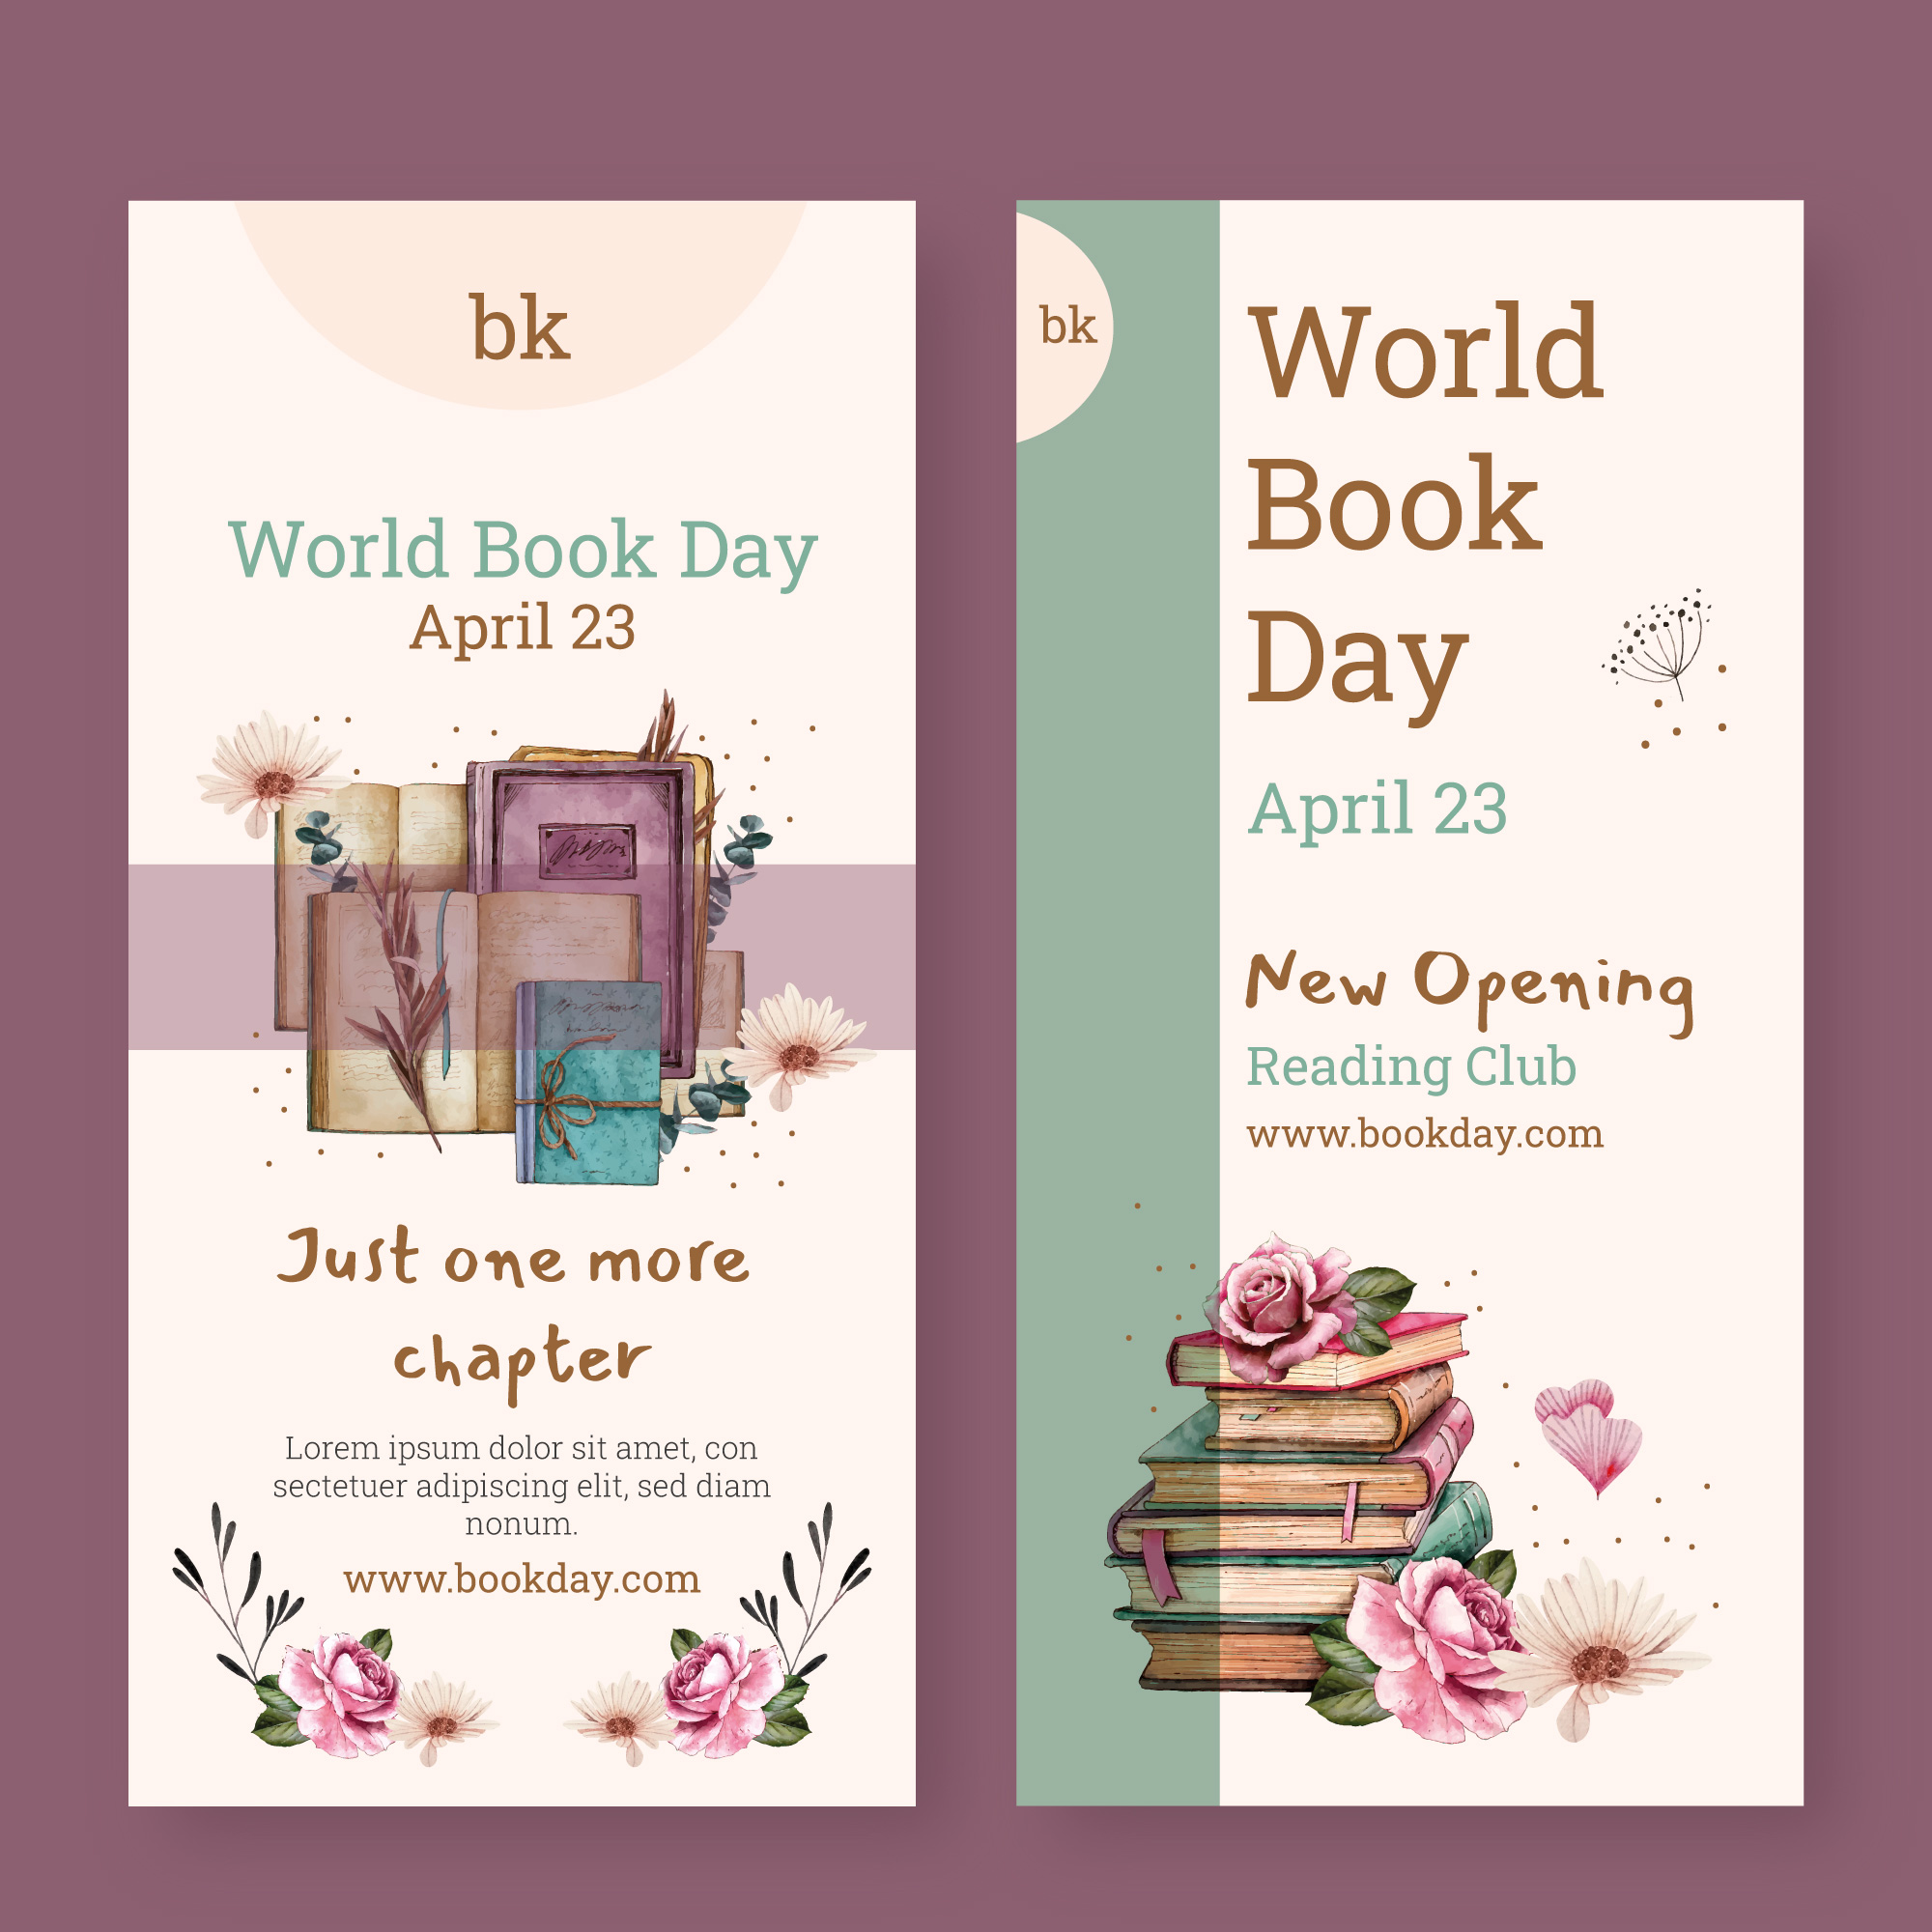 bk
World Book Day
April 23
Just one more
chapter
Lorem ipsum dolor sit amet, con
sectetuer adipiscing elit, sed diam
nonum.
www.bookday.com
bk
World
Book
Day
April 23
New Opening
Reading Club
www.bookday.com